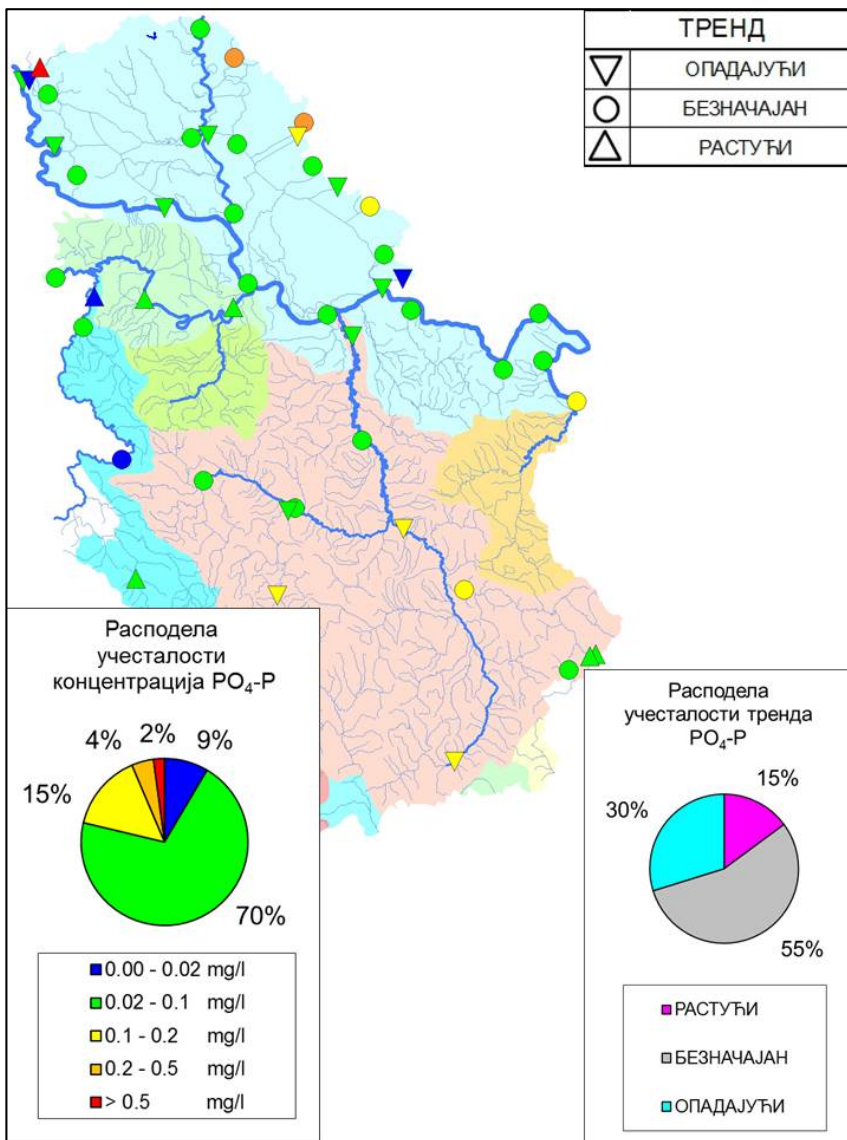 ТРЕНД
ОПАДАЈУЋИ
БЕЗНАЧАЈАН
РАСТУЋИ
Расподела
учесталости
концентрација PO₄-P
4%
2%
9%
15%
70%
0.00 - 0.02 mg/l
0.02 - 0.1 mg/l
0.1 - 0.2 mg/l
0.2 - 0.5 mg/l
> 0.5 mg/l
Расподела
учесталости тренда
PO₄-P
15%
30%
55%
РАСТУЋИ
БЕЗНАЧАЈАН
ОПАДАЈУЋИ